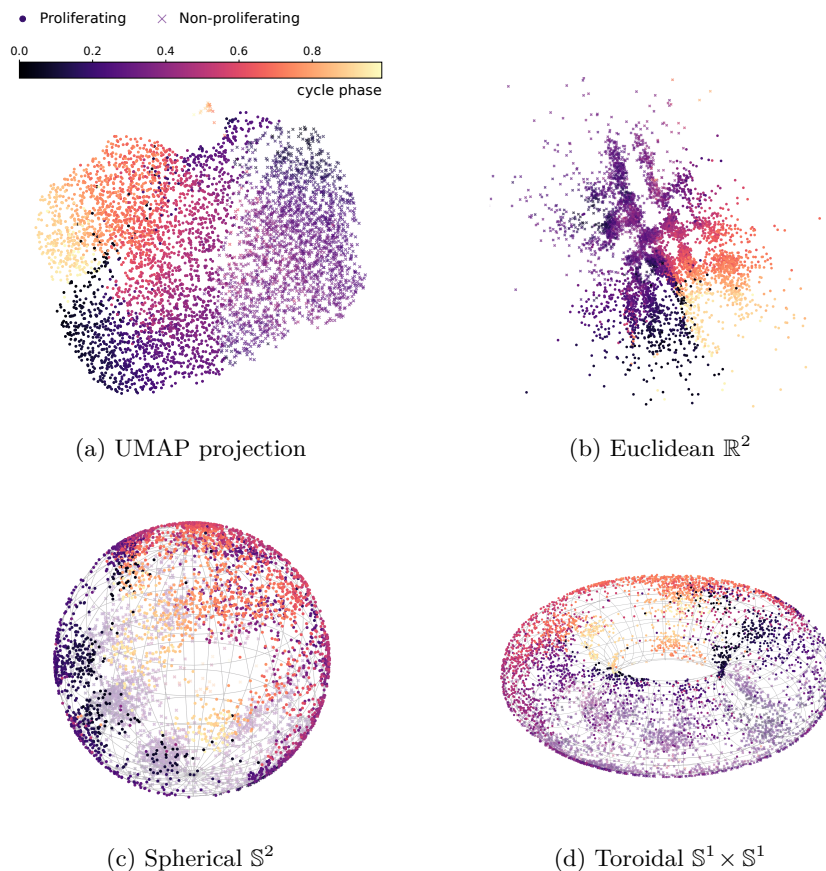 Proliferating Non-proliferating
0.0 0.2 0.4 0.6 0.8
cycle phase
(a) UMAP projection
(b) Euclidean ℝ²
(c) Spherical 𝕊²
(d) Toroidal 𝕊¹ × 𝕊¹